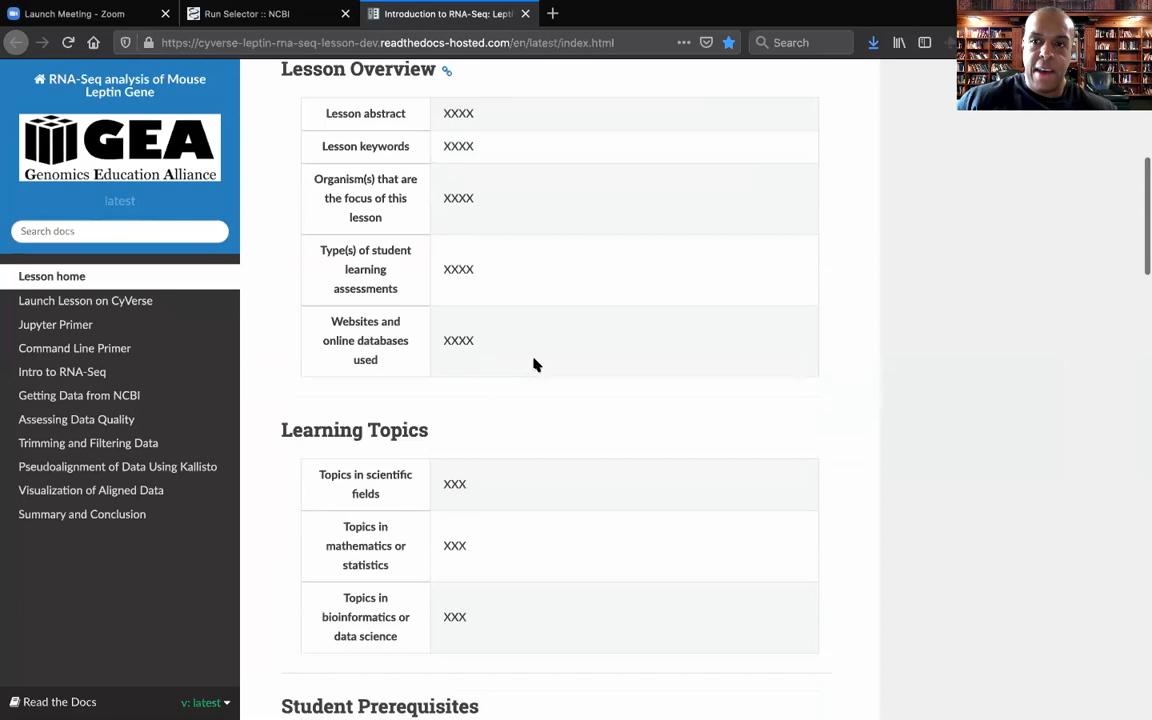 Launch Meeting - Zoom
Run Selector :: NCBI
Introduction to RNA-Seq: Lepti
https://cyverse-leptin-rna-seq-lesson-dev.readthedocs-hosted.com/en/latest/index.html
Search
RNA-Seq analysis of Mouse
Leptin Gene
GEA
Genomics Education Alliance
latest
Search docs
Lesson home
Launch Lesson on CyVerse
Jupyter Primer
Command Line Primer
Intro to RNA-Seq
Getting Data from NCBI
Assessing Data Quality
Trimming and Filtering Data
Pseudoalignment of Data Using Kallisto
Visualization of Aligned Data
Summary and Conclusion
Read the Docs
v: latest
Lesson Overview
Lesson abstract XXXX
Lesson keywords XXXX
Organism(s) that are
the focus of this XXXX
lesson
Type(s) of student
learning XXXX
assessments
Websites and
online databases XXXX
used
Learning Topics
Topics in scientific XXX
fields
Topics in
mathematics or XXX
statistics
Topics in
bioinformatics or XXX
data science
Student Prerequisites